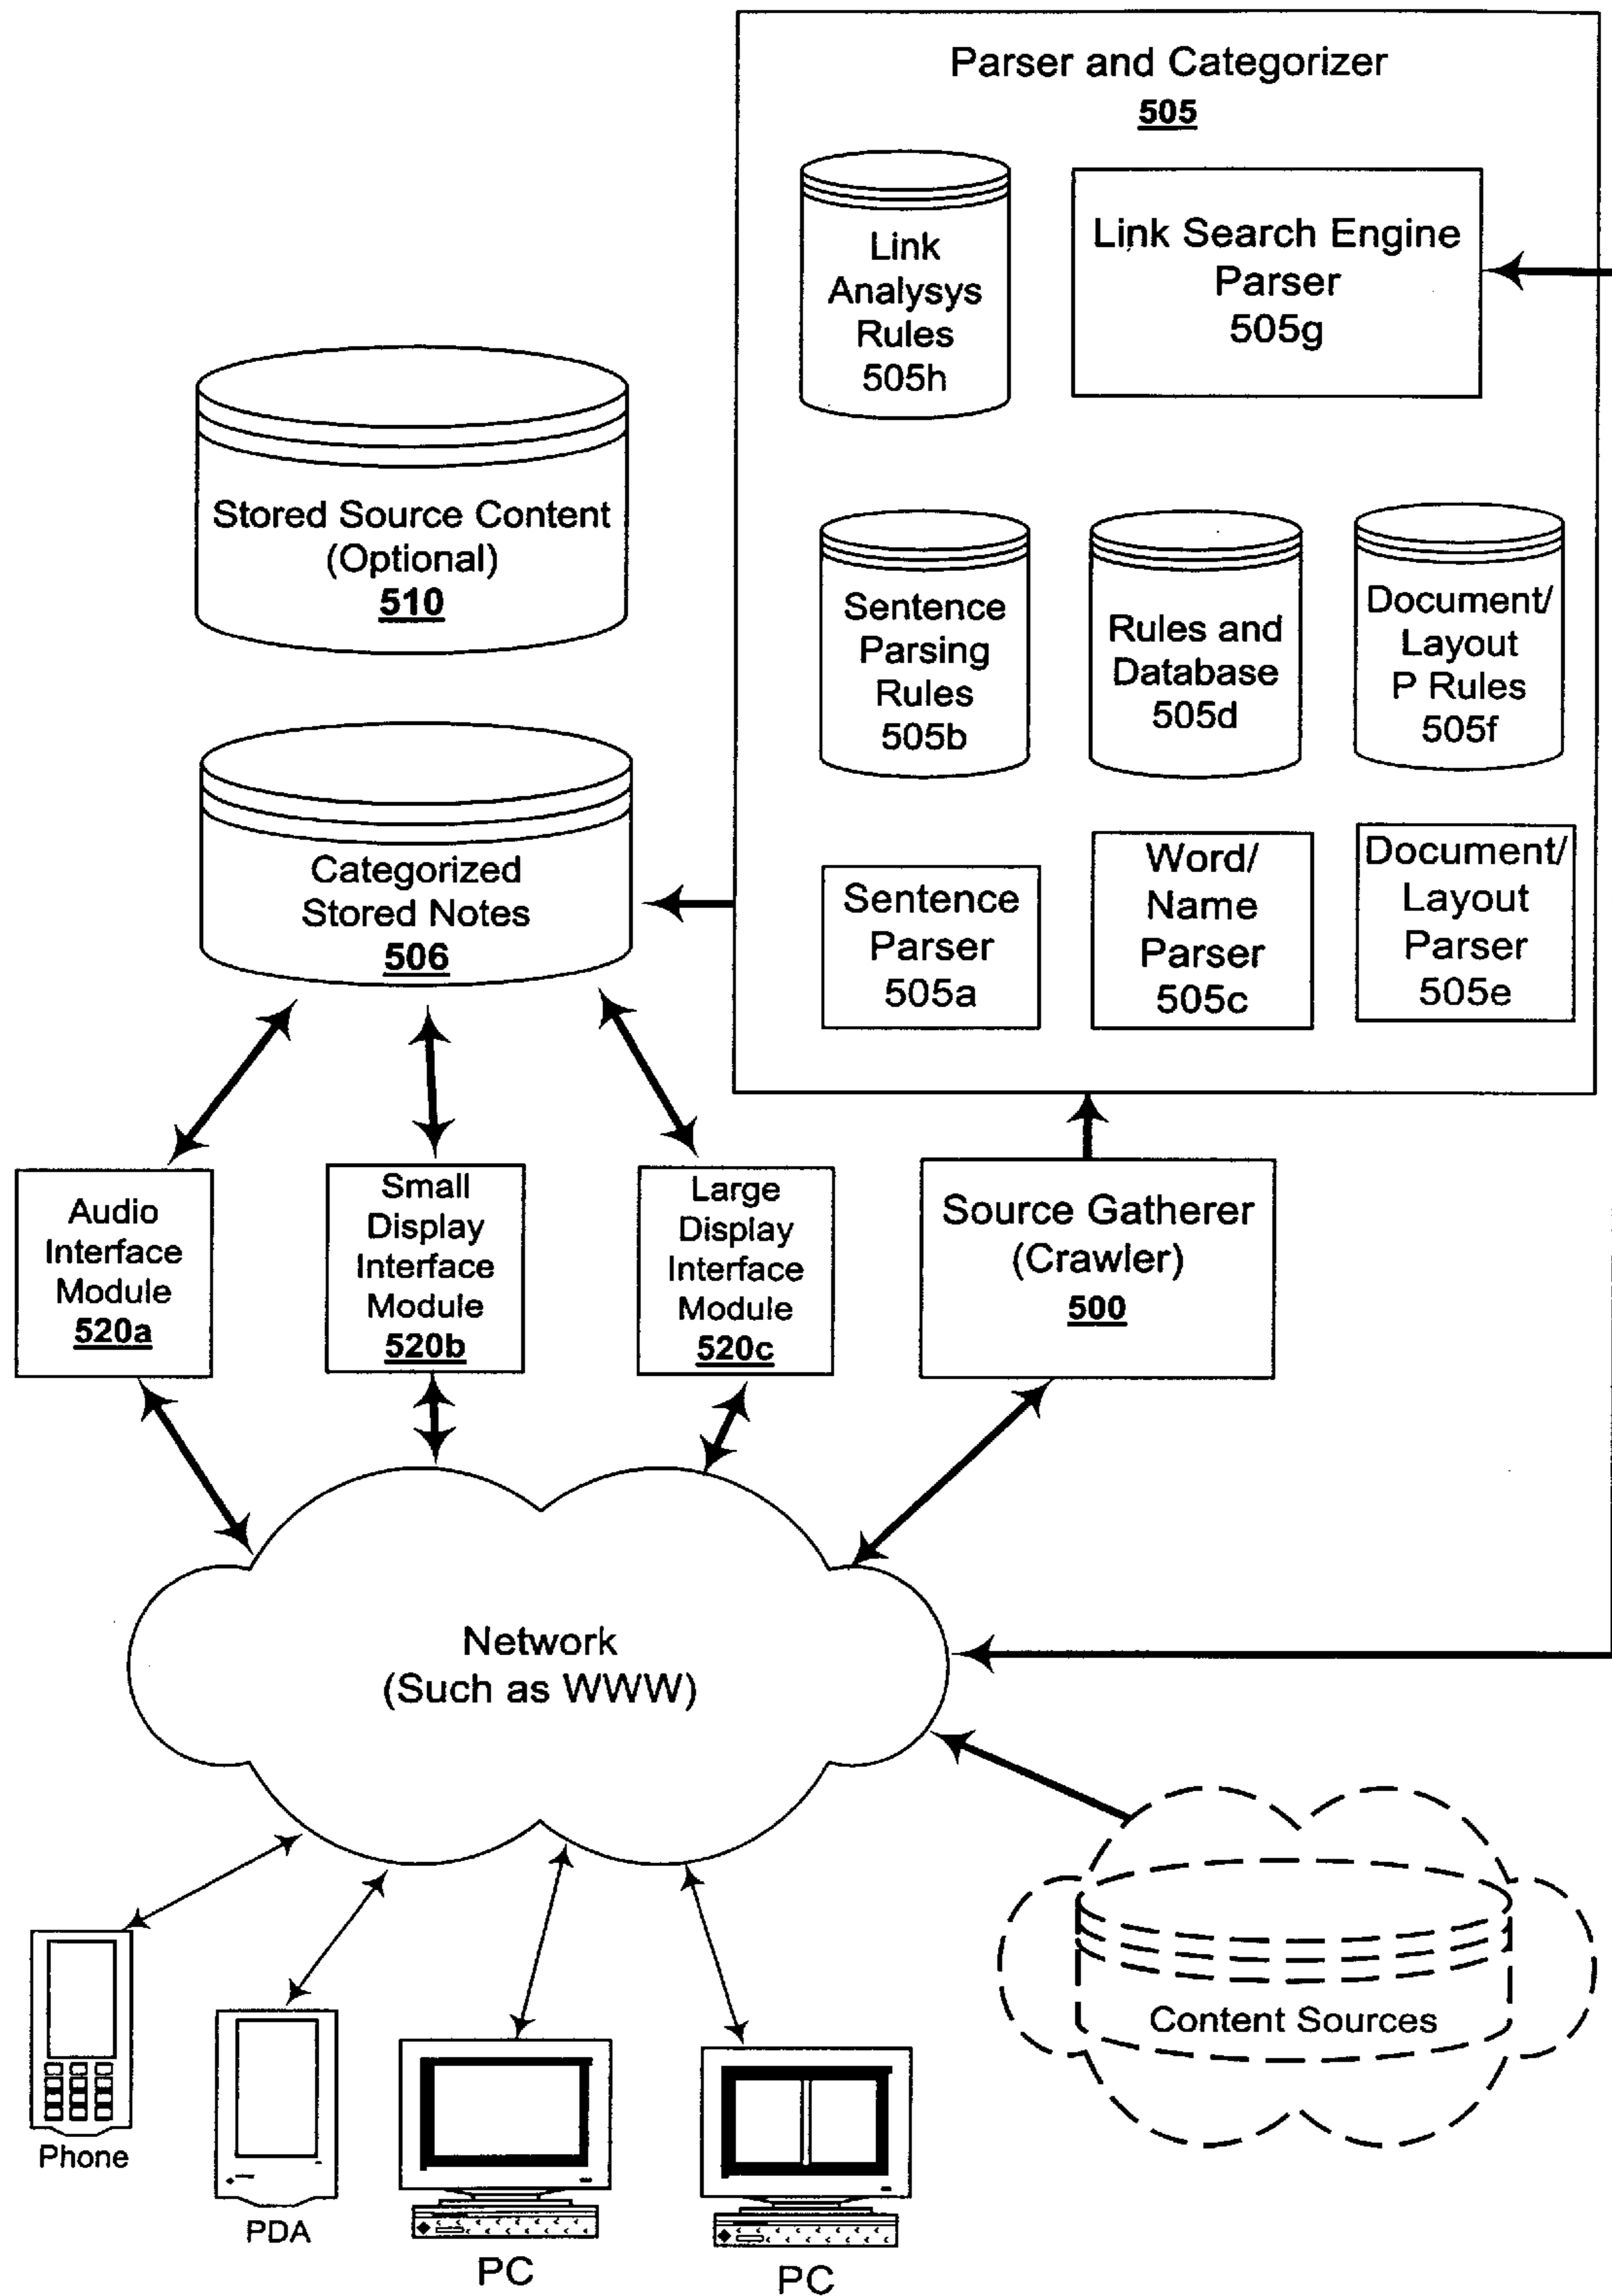 Parser and Categorizer
505
Link
Analysys
Rules
505h
Link Search Engine
Parser
505g
Stored Source Content
(Optional)
510
Sentence
Parsing
Rules
505b
Rules and
Database
505d
Document/
Layout
P Rules
505f
Categorized
Stored Notes
506
Sentence
Parser
505a
Word/
Name
Parser
505c
Document/
Layout
Parser
505e
Audio
Interface
Module
520a
Small
Display
Interface
Module
520b
Large
Display
Interface
Module
520c
Source Gatherer
(Crawler)
500
Network
(Such as WWW)
Content Sources
Phone
PDA
PC
PC